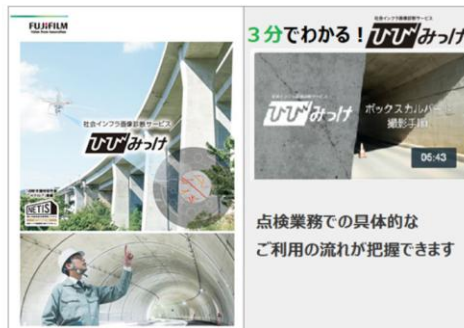 FUJIFILM
Value from Innovation
社会インフラ画像診断サービス
ひびみっけ
NETIS
3分でわかる！
社会インフラ画像診断サービス
ひびみっけ
社会インフラ画像診断サービス
ひびみっけ
ボックスカルバート
撮影手順
06:43
点検業務での具体的な
ご利用の流れが把握できます